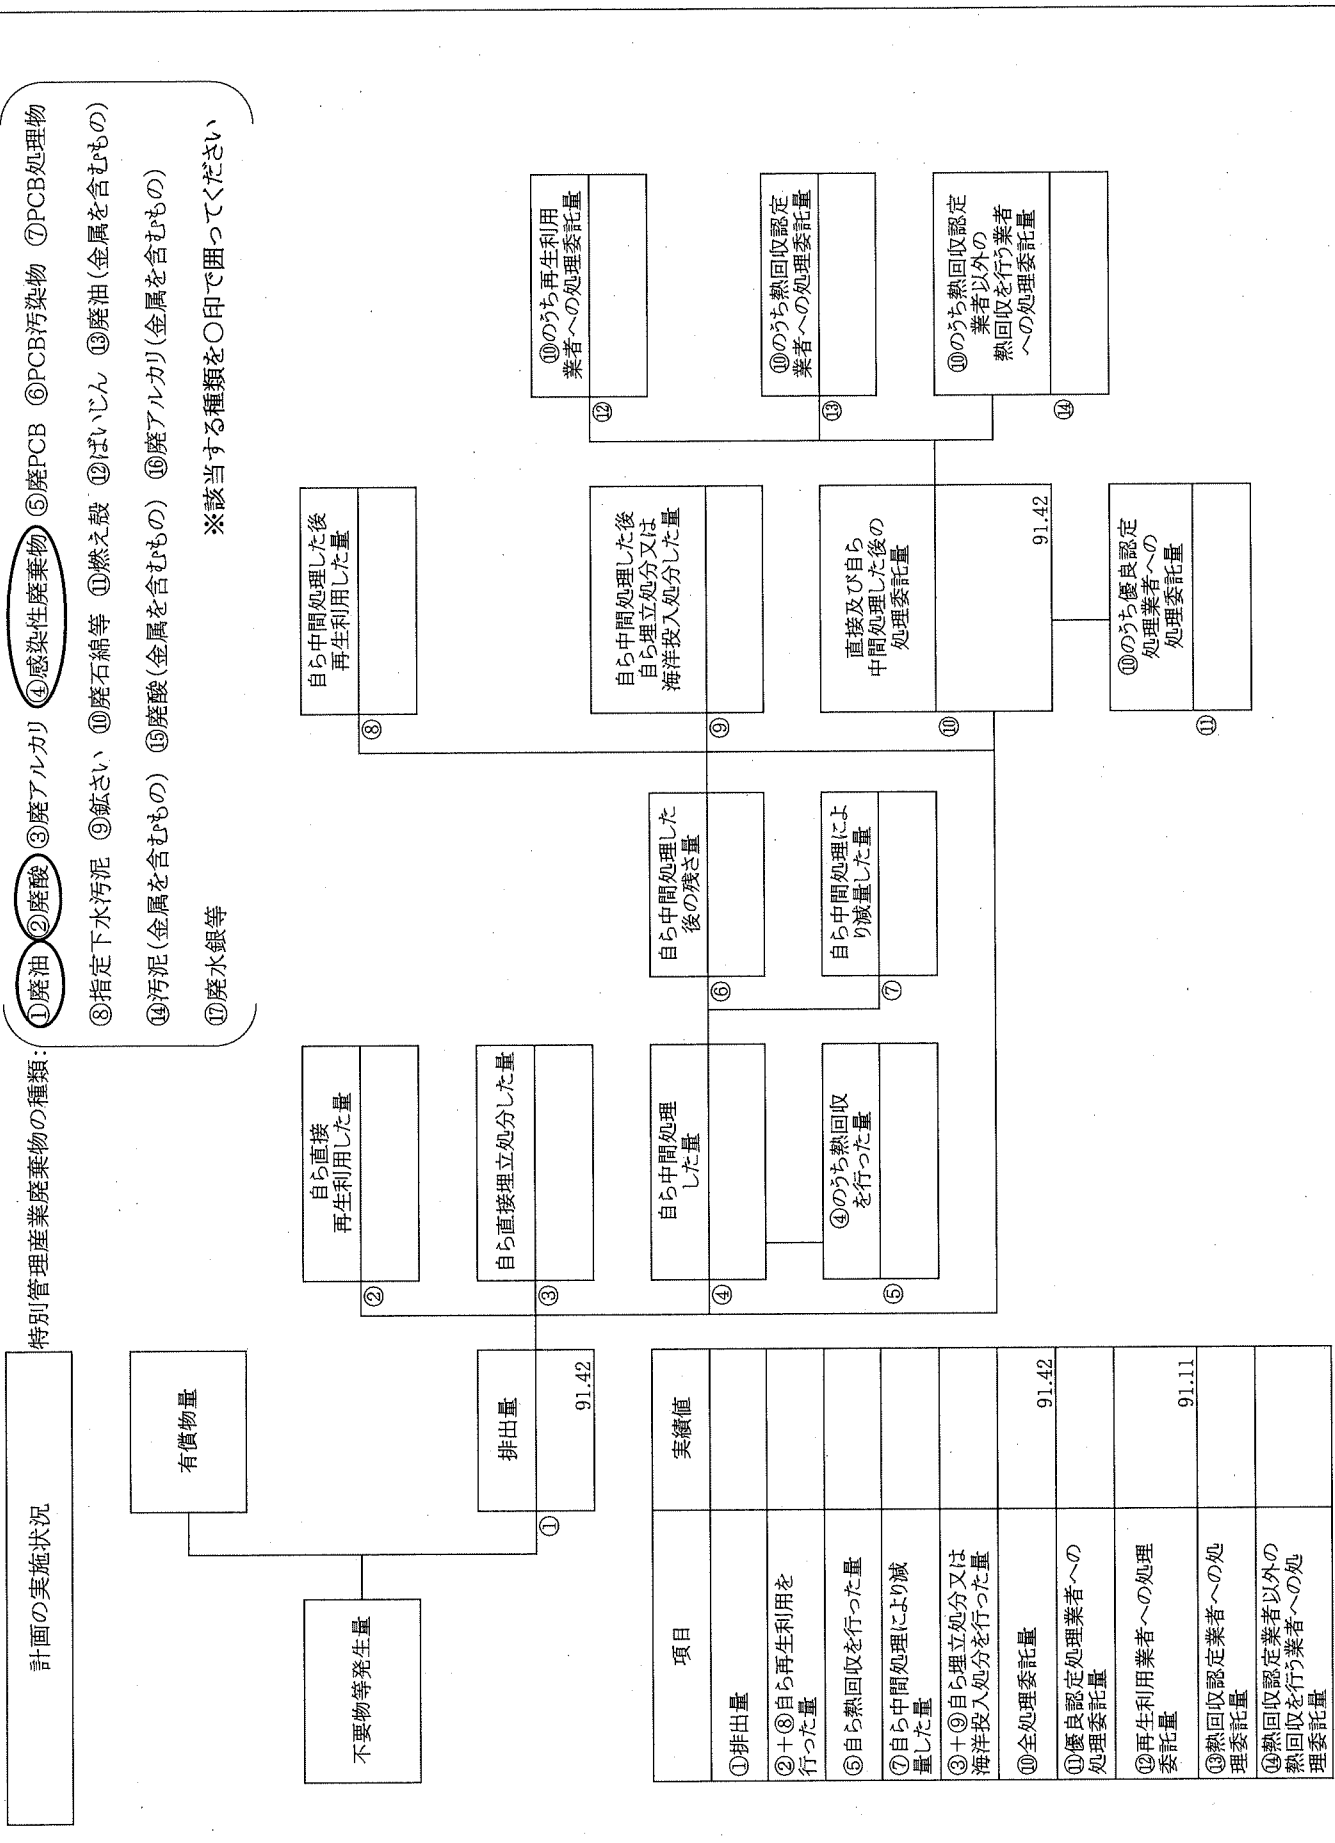 計画の実施状況
特別管理産業廃棄物の種類:
①廃油 ②廃酸 ③廃アルカリ ④感染性廃棄物 ⑤廃PCB ⑥PCB汚染物 ⑦PCB処理物
⑧指定下水汚泥 ⑨鉱さい ⑩廃石綿等 ⑪燃え殻 ⑫ばいじん ⑬廃油(金属を含むもの)
⑭汚泥(金属を含むもの) ⑮廃酸(金属を含むもの) ⑯廃アルカリ(金属を含むもの)
⑰廃水銀等
※該当する種類を〇印で囲ってください
不要物等発生量
有償物量
①
排出量
91.42
②
自ら直接
再生利用した量
③
自ら直接埋立処分した量
④
自ら中間処理
した量
⑤
④のうち熱回収
を行った量
⑥
自ら中間処理した
後の残さ量
⑦
自ら中間処理によ
り減量した量
⑧
自ら中間処理した後
再生利用した量
⑨
自ら中間処理した後
自ら埋立処分又は
海洋投入処分した量
⑩
直接及び自ら
中間処理した後の
処理委託量
91.42
⑪
⑩のうち優良認定
処理業者への
処理委託量
⑫
⑩のうち再生利用
業者への処理委託量
⑬
⑩のうち熱回収認定
業者への処理委託量
⑭
⑩のうち熱回収認定
業者以外の
熱回収を行う業者
への処理委託量
項目 実績値
①排出量
②+⑧自ら再生利用を
行った量
⑤自ら熱回収を行った量
⑦自ら中間処理により減
量した量
③+⑨自ら埋立処分又は
海洋投入処分を行った量
⑩全処理委託量 91.42
⑪優良認定処理業者への
処理委託量
⑫再生利用業者への処理
委託量 91.11
⑬熱回収認定業者への処
理委託量
⑭熱回収認定業者以外の
熱回収を行う業者への処
理委託量